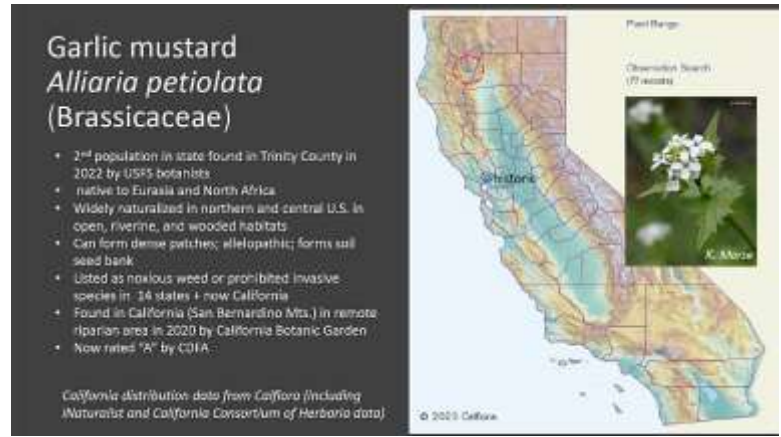 Garlic mustard
Alliaria petiolata
(Brassicaceae)
• 2nd population in state found in Trinity County in
2022 by USFS botanists
• native to Eurasia and North Africa
• Widely naturalized in northern and central U.S. in
open, riverine, and wooded habitats
• Can form dense patches; allelopathic; forms soil
seed bank
• Listed as noxious weed or prohibited invasive
species in 14 states + now California
• Found in California (San Bernardino Mts.) in remote
riparian area in 2020 by California Botanic Garden
• Now rated "A" by CDFA
California distribution data from Calflora (including
iNaturalist and California Consortium of Herbaria data)
Plant Range
Observation Search
(77 records)
historic
K. Morse
© 2023 Calflora